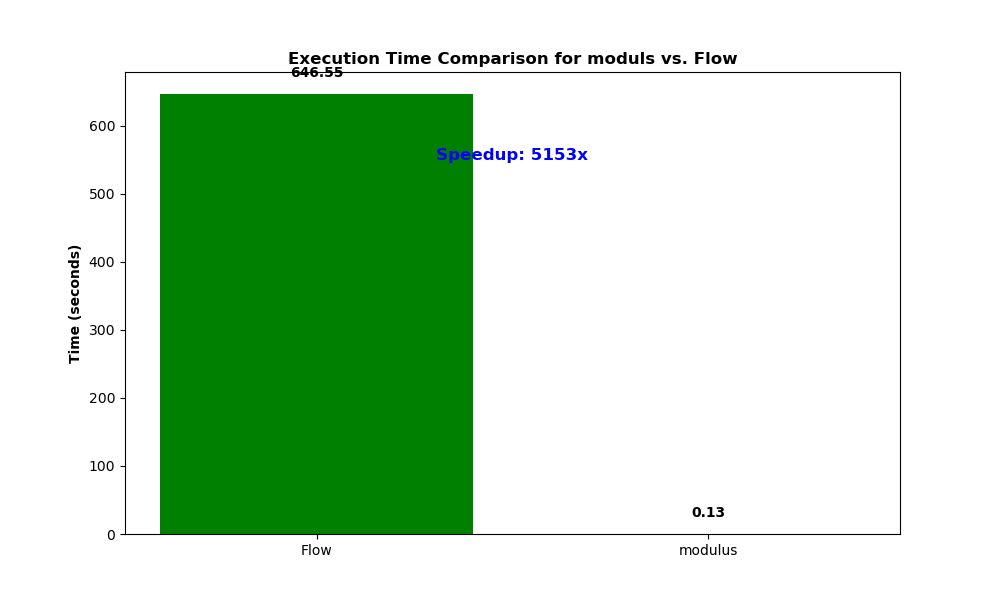 Execution Time Comparison for moduls vs. Flow
646.55
Speedup: 5153x
0.13
Time (seconds)
600
500
400
300
200
100
0
Flow
modulus